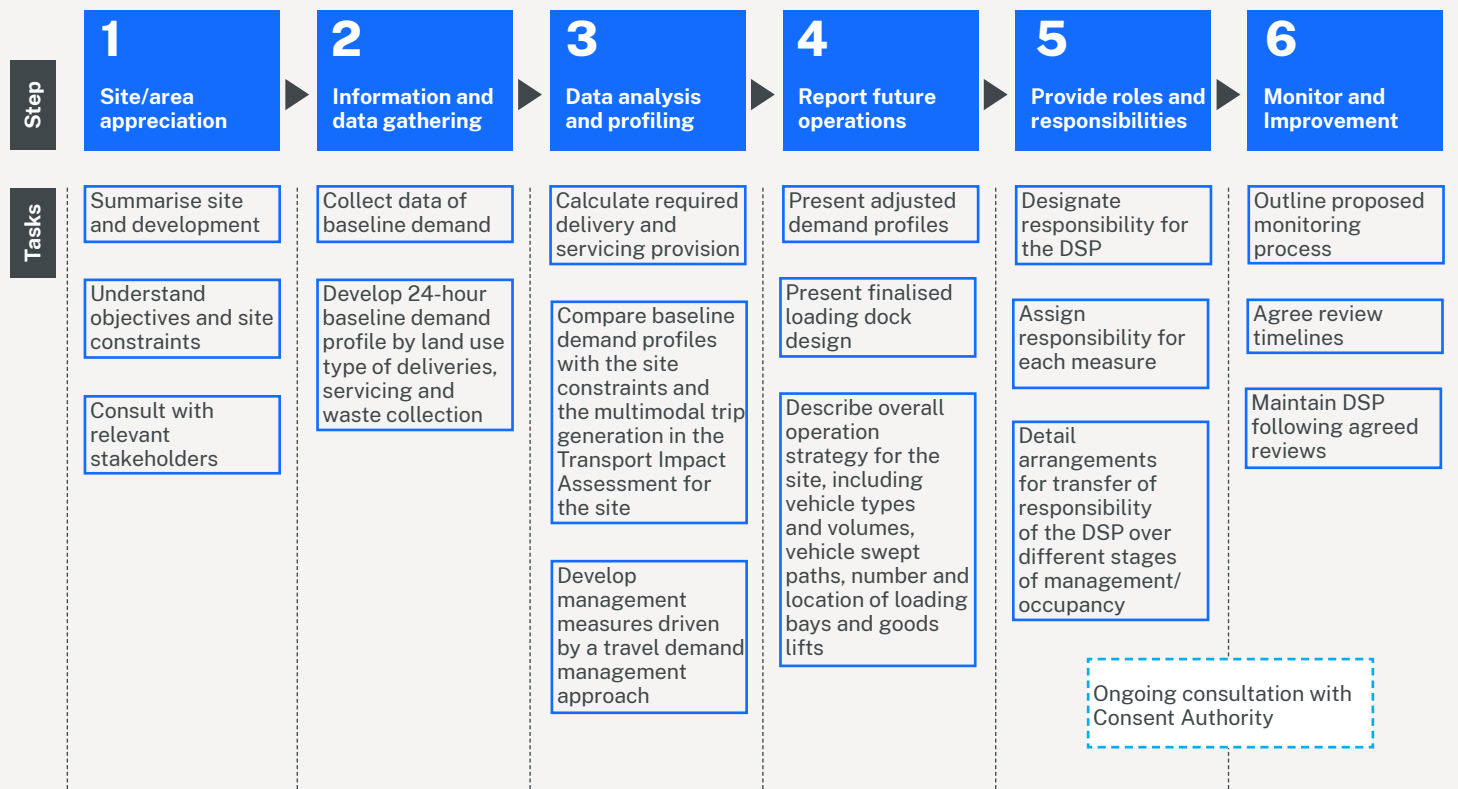 Step
1
Site/area
appreciation
2
Information and
data gathering
3
Data analysis
and profiling
4
Report future
operations
5
Provide roles and
responsibilities
6
Monitor and
Improvement
Tasks
Summarise site
and development
Understand
objectives and site
constraints
Consult with
relevant
stakeholders
Collect data of
baseline demand
Develop 24-hour
baseline demand
profile by land use
type of deliveries,
servicing and
waste collection
Calculate required
delivery and
servicing provision
Compare baseline
demand profiles
with the site
constraints and
the multimodal trip
generation in the
Transport Impact
Assessment for
the site
Develop
management
measures driven
by a travel demand
management
approach
Present adjusted
demand profiles
Present finalised
loading dock
design
Describe overall
operation
strategy for the
site, including
vehicle types
and volumes,
vehicle swept
paths, number and
location of loading
bays and goods
lifts
Designate
responsibility for
the DSP
Assign
responsibility for
each measure
Detail
arrangements
for transfer of
responsibility
of the DSP over
different stages
of management/
occupancy
Outline proposed
monitoring
process
Agree review
timelines
Maintain DSP
following agreed
reviews
Ongoing consultation with
Consent Authority